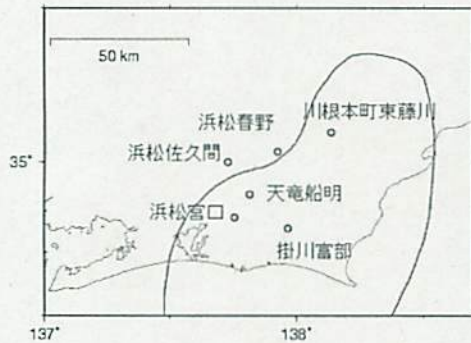 50 km
川根本町東藤川
浜松春野
浜松佐久間
35°
天竜船明
浜松宮口
掛川富部
137°
138°